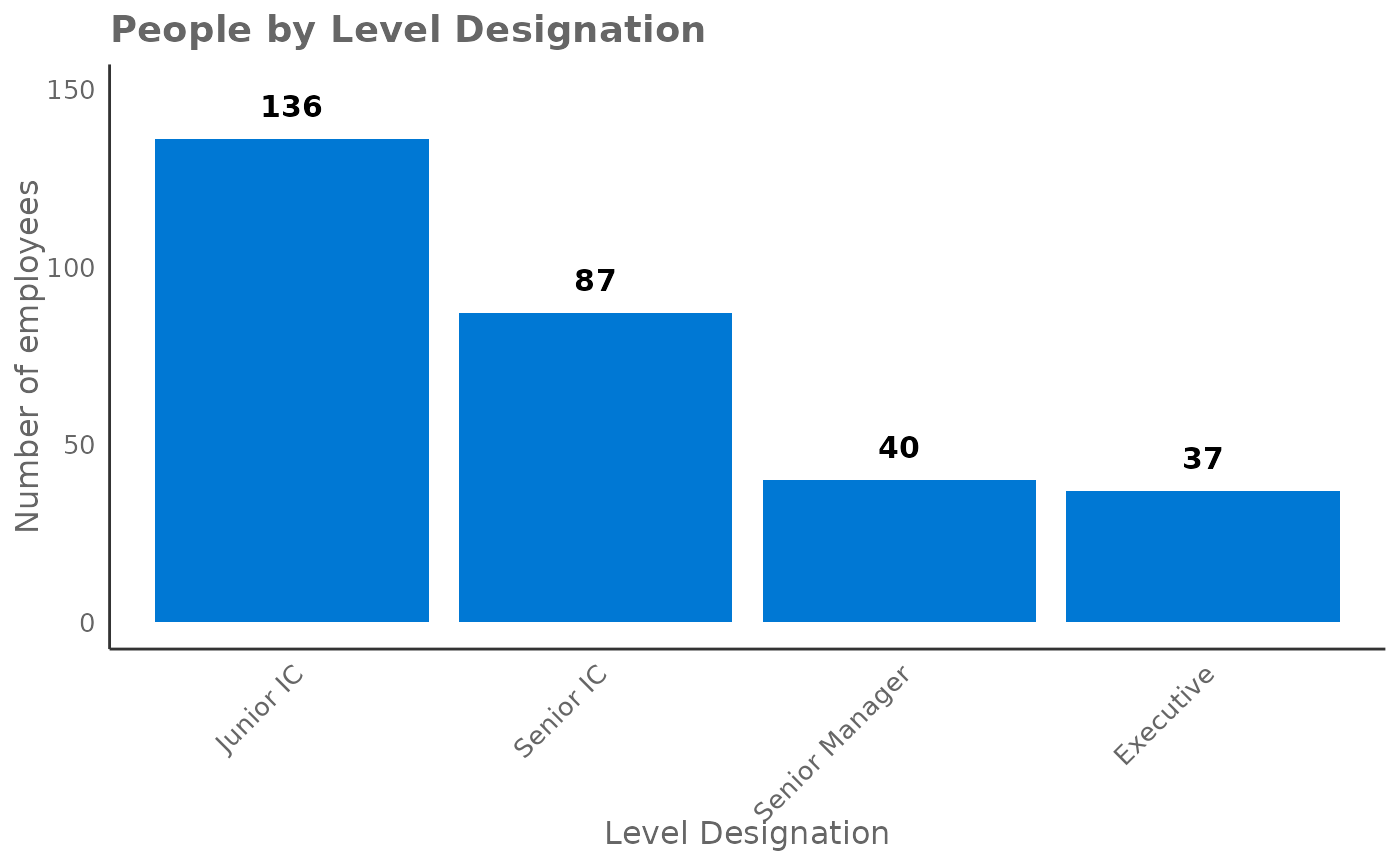 People by Level Designation
Number of employees
150
100
50
0
136
87
40
37
Junior IC
Senior IC
Senior Manager
Executive
Level Designation